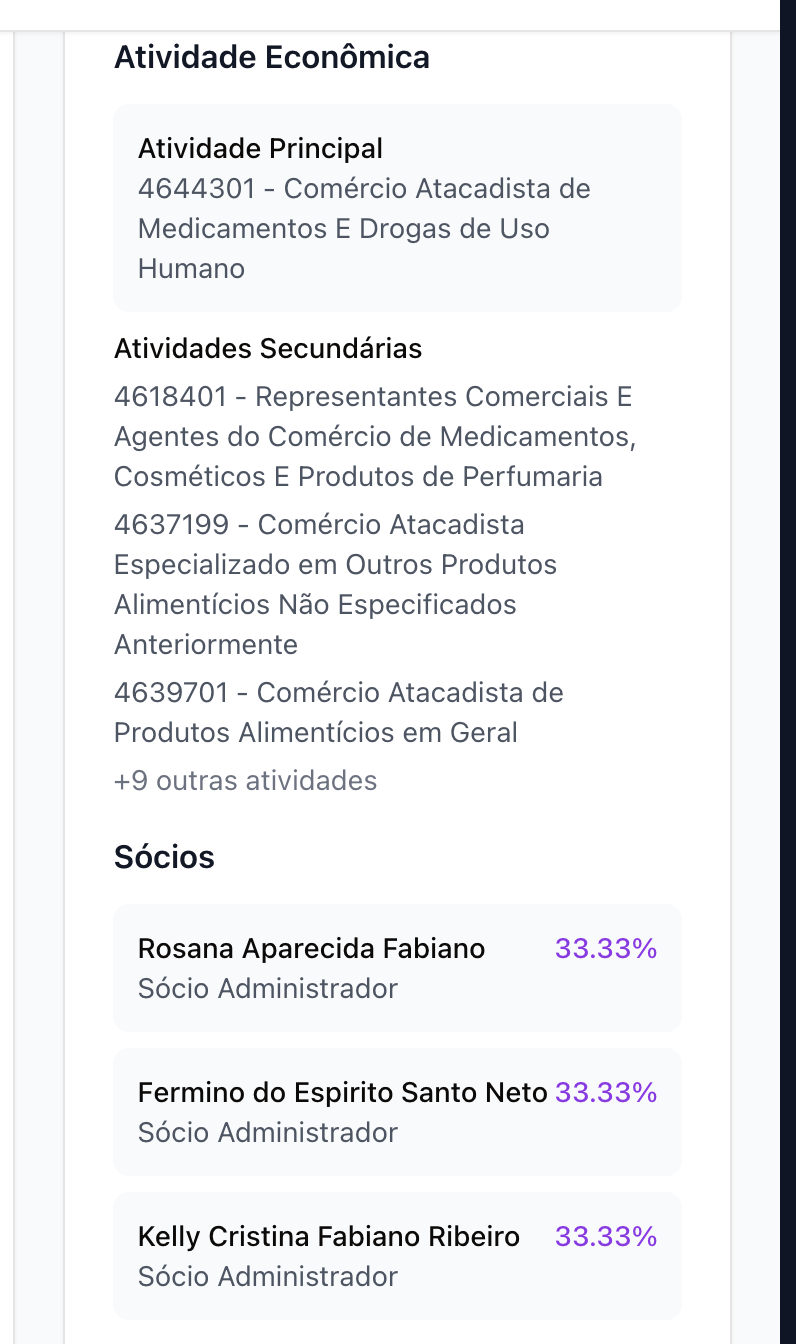 Atividade Econômica
Atividade Principal
4644301 - Comércio Atacadista de
Medicamentos E Drogas de Uso
Humano
Atividades Secundárias
4618401 - Representantes Comerciais E
Agentes do Comércio de Medicamentos,
Cosméticos E Produtos de Perfumaria
4637199 - Comércio Atacadista
Especializado em Outros Produtos
Alimentícios Não Especificados
Anteriormente
4639701 - Comércio Atacadista de
Produtos Alimentícios em Geral
+9 outras atividades
Sócios
Rosana Aparecida Fabiano 33.33%
Sócio Administrador
Fermino do Espirito Santo Neto 33.33%
Sócio Administrador
Kelly Cristina Fabiano Ribeiro 33.33%
Sócio Administrador